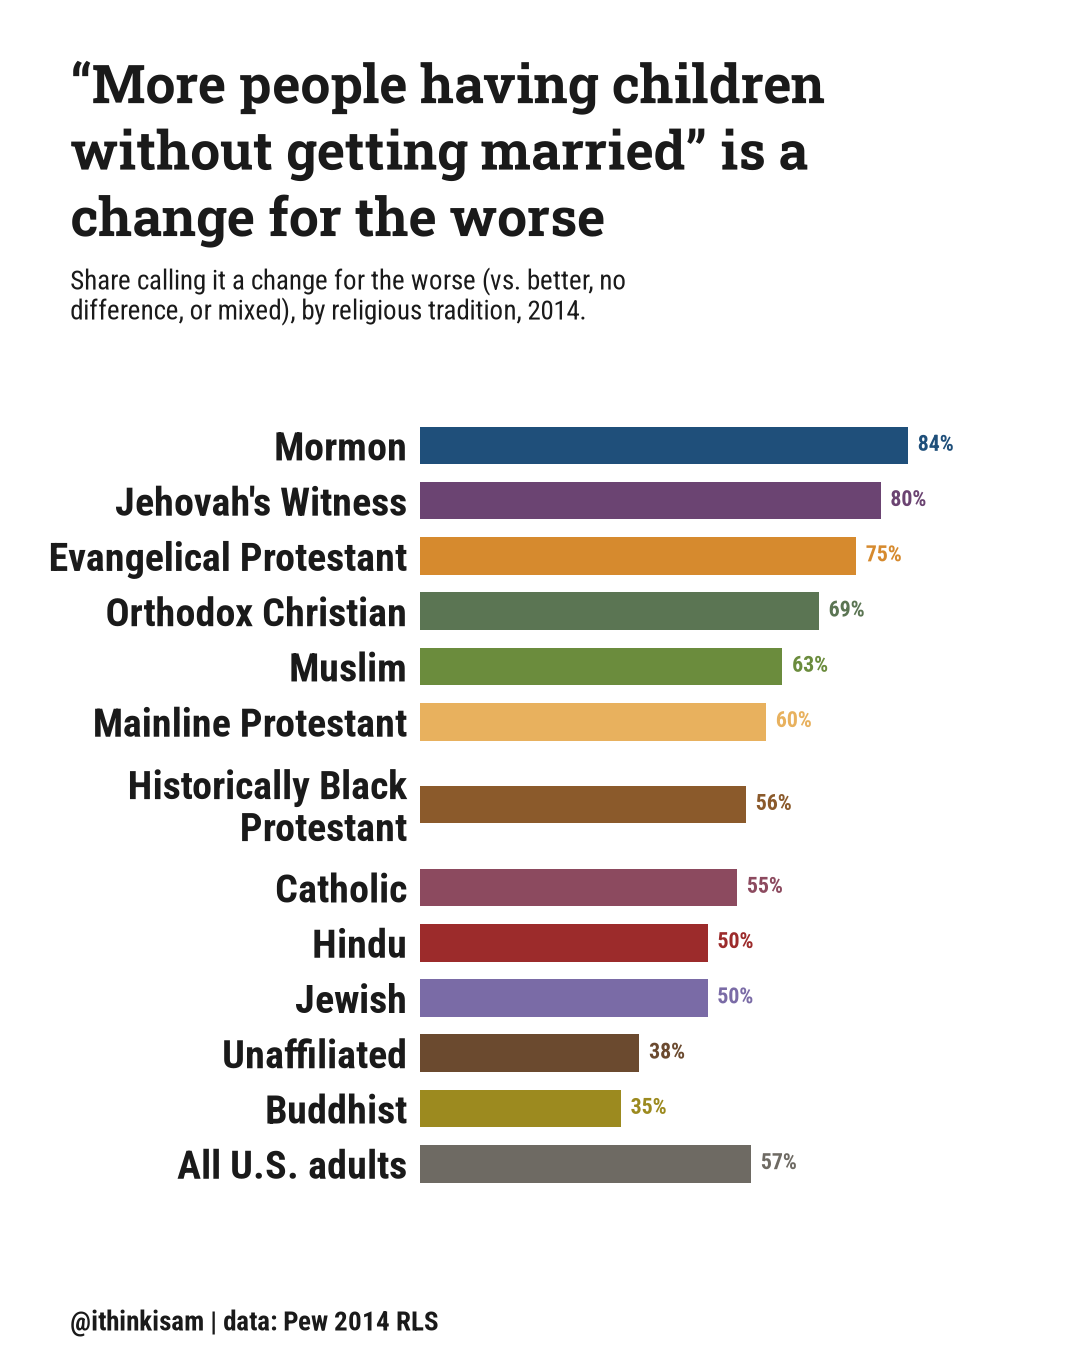 “More people having children
without getting married” is a
change for the worse
Share calling it a change for the worse (vs. better, no
difference, or mixed), by religious tradition, 2014.
Mormon 84%
Jehovah's Witness 80%
Evangelical Protestant 75%
Orthodox Christian 69%
Muslim 63%
Mainline Protestant 60%
Historically Black
Protestant 56%
Catholic 55%
Hindu 50%
Jewish 50%
Unaffiliated 38%
Buddhist 35%
All U.S. adults 57%
@ithinkisam | data: Pew 2014 RLS